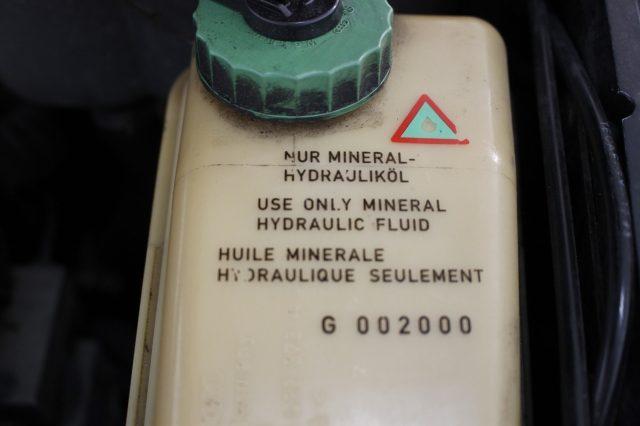 NUR MINERAL-
HYDRAULIKÖL
USE ONLY MINERAL
HYDRAULIC FLUID
HUILE MINERALE
HYDRAULIQUE SEULEMENT
G 002000